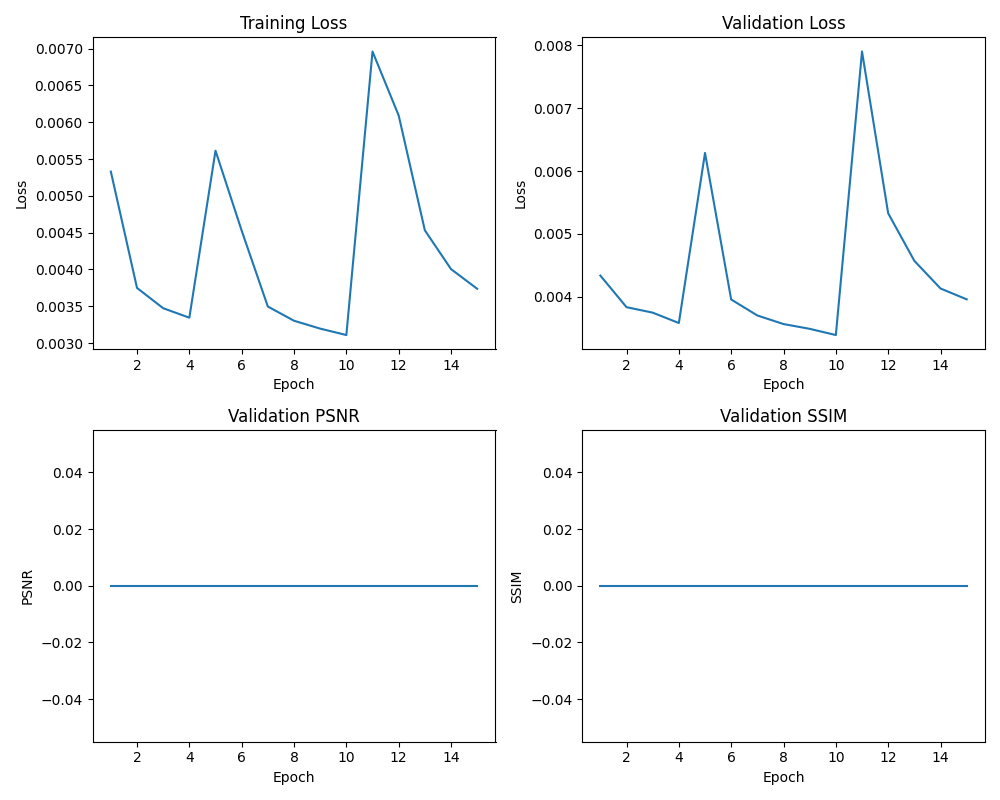 Training Loss
Validation Loss
0.0070
0.0065
0.0060
0.0055
0.0050
0.0045
0.0040
0.0035
0.0030
Loss
2 4 6 8 10 12 14
Epoch
0.008
0.007
0.006
0.005
0.004
Loss
2 4 6 8 10 12 14
Epoch
Validation PSNR
Validation SSIM
0.04
0.02
0.00
−0.02
−0.04
PSNR
2 4 6 8 10 12 14
Epoch
0.04
0.02
0.00
−0.02
−0.04
SSIM
2 4 6 8 10 12 14
Epoch